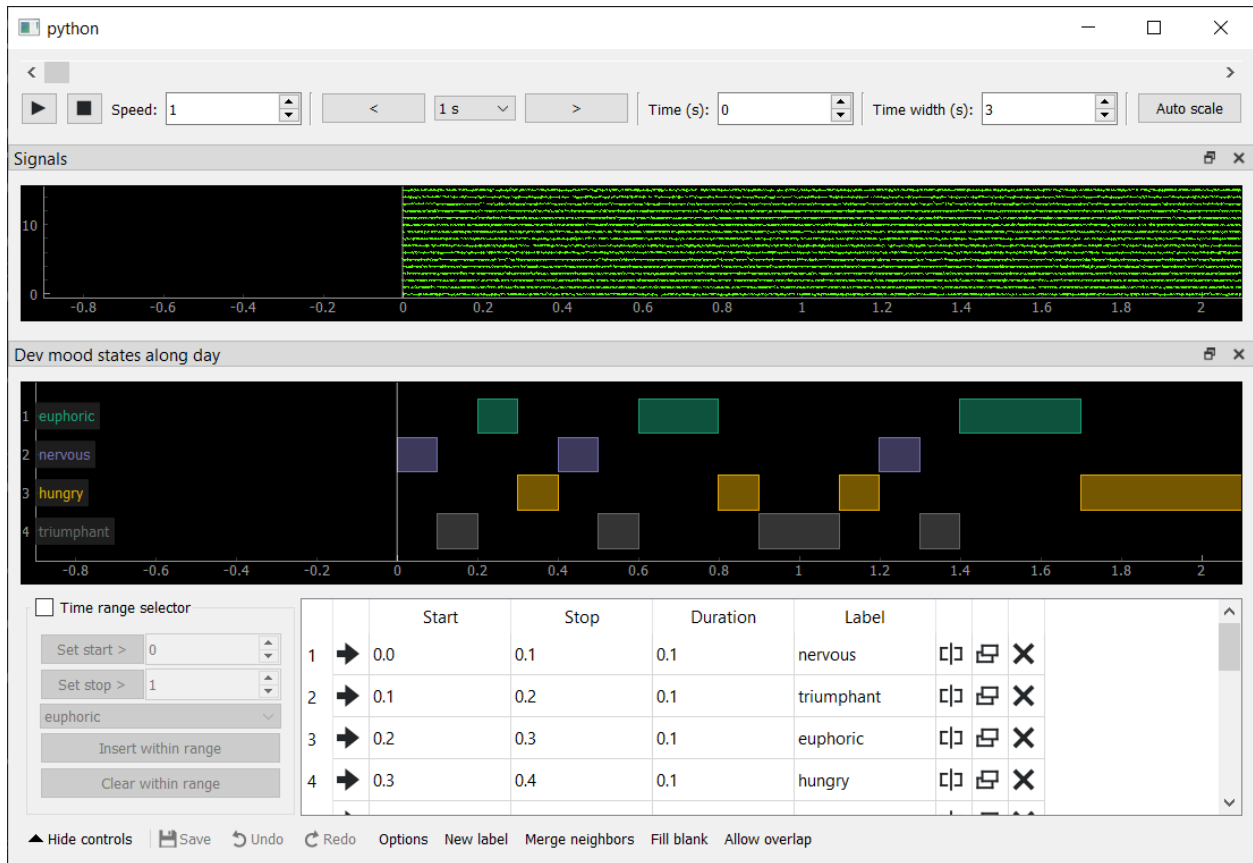 python
< >
Speed: 1 < 1 s > Time (s): 0 Time width (s): 3 Auto scale
Signals
10
0
-0.8 -0.6 -0.4 -0.2 0 0.2 0.4 0.6 0.8 1 1.2 1.4 1.6 1.8 2
Dev mood states along day
1 euphoric
2 nervous
3 hungry
4 triumphant
-0.8 -0.6 -0.4 -0.2 0 0.2 0.4 0.6 0.8 1 1.2 1.4 1.6 1.8 2
Time range selector
Set start > 0
Set stop > 1
euphoric
Insert within range
Clear within range
Start Stop Duration Label
1 0.0 0.1 0.1 nervous
2 0.1 0.2 0.1 triumphant
3 0.2 0.3 0.1 euphoric
4 0.3 0.4 0.1 hungry
Hide controls Save Undo Redo Options New label Merge neighbors Fill blank Allow overlap